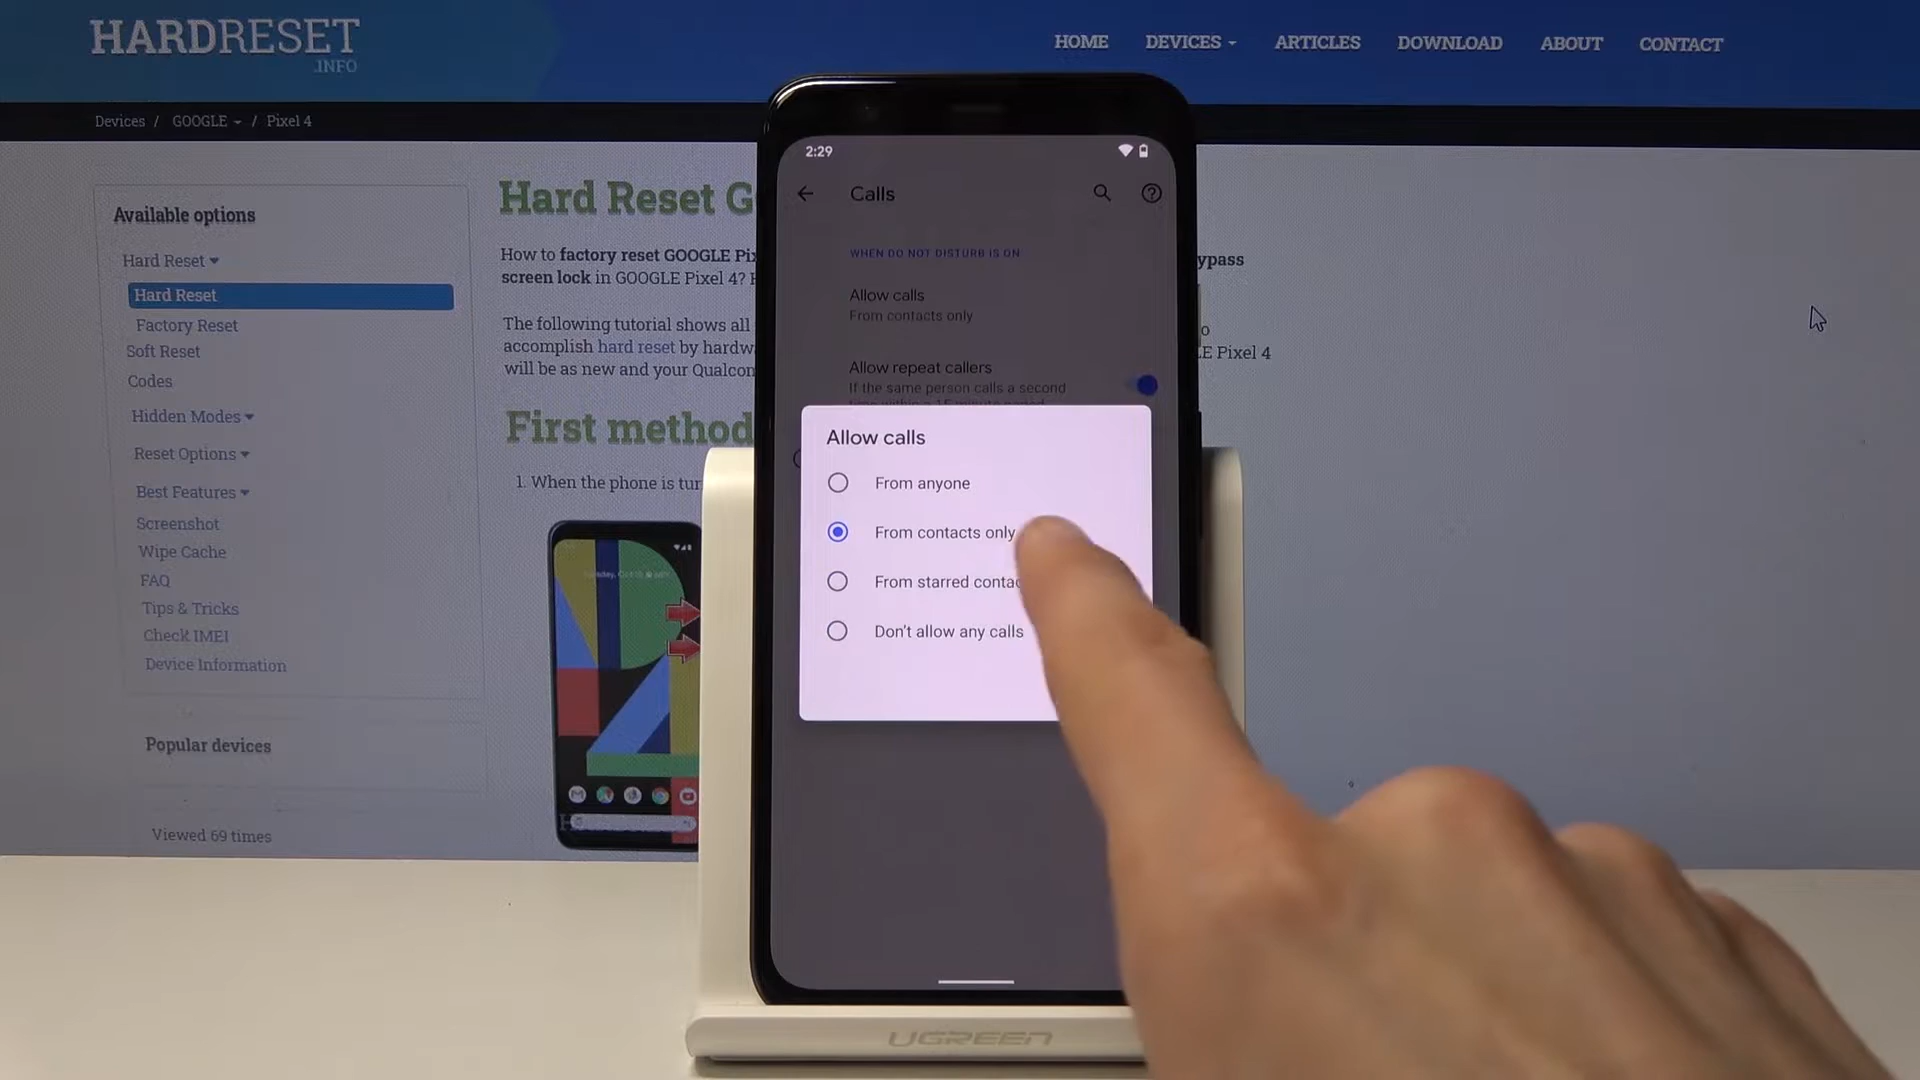 HARDRESET
.INFO
HOME DEVICES ARTICLES DOWNLOAD ABOUT CONTACT
Devices / GOOGLE / Pixel 4
Available options
Hard Reset
Hard Reset
Factory Reset
Soft Reset
Codes
Hidden Modes
Reset Options
Best Features
Screenshot
Wipe Cache
FAQ
Tips & Tricks
Check IMEI
Device Information
Popular devices
Viewed 69 times
Hard Reset G
How to factory reset GOOGLE Pix
screen lock in GOOGLE Pixel 4?
The following tutorial shows all
accomplish hard reset by hardw
will be as new and your Qualcon
First method
1. When the phone is tur
ypass
o
LE Pixel 4
2:29
Calls
WHEN DO NOT DISTURB IS ON
Allow calls
From contacts only
Allow repeat callers
If the same person calls a second
Allow calls
From anyone
From contacts only
From starred contac
Don't allow any calls
UGREEN